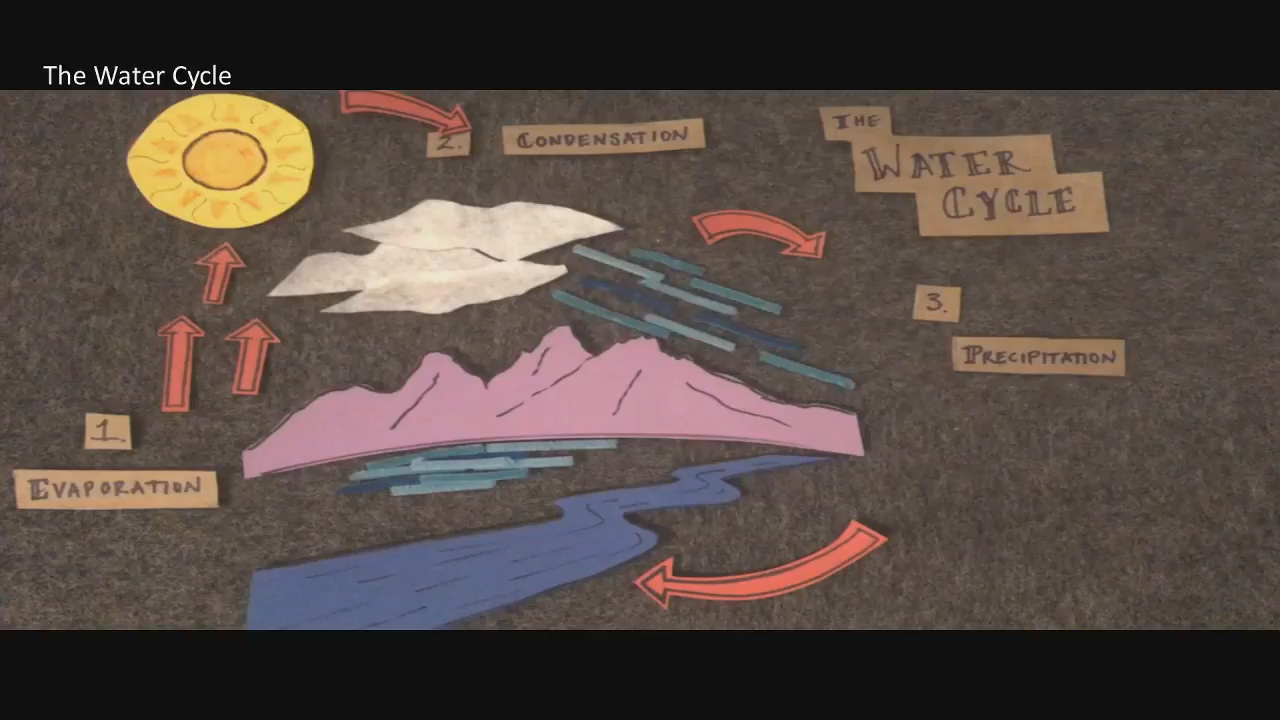 The Water Cycle
2.
CONDENSATION
THE
WATER
CYCLE
3.
PRECIPITATION
1.
EVAPORATION